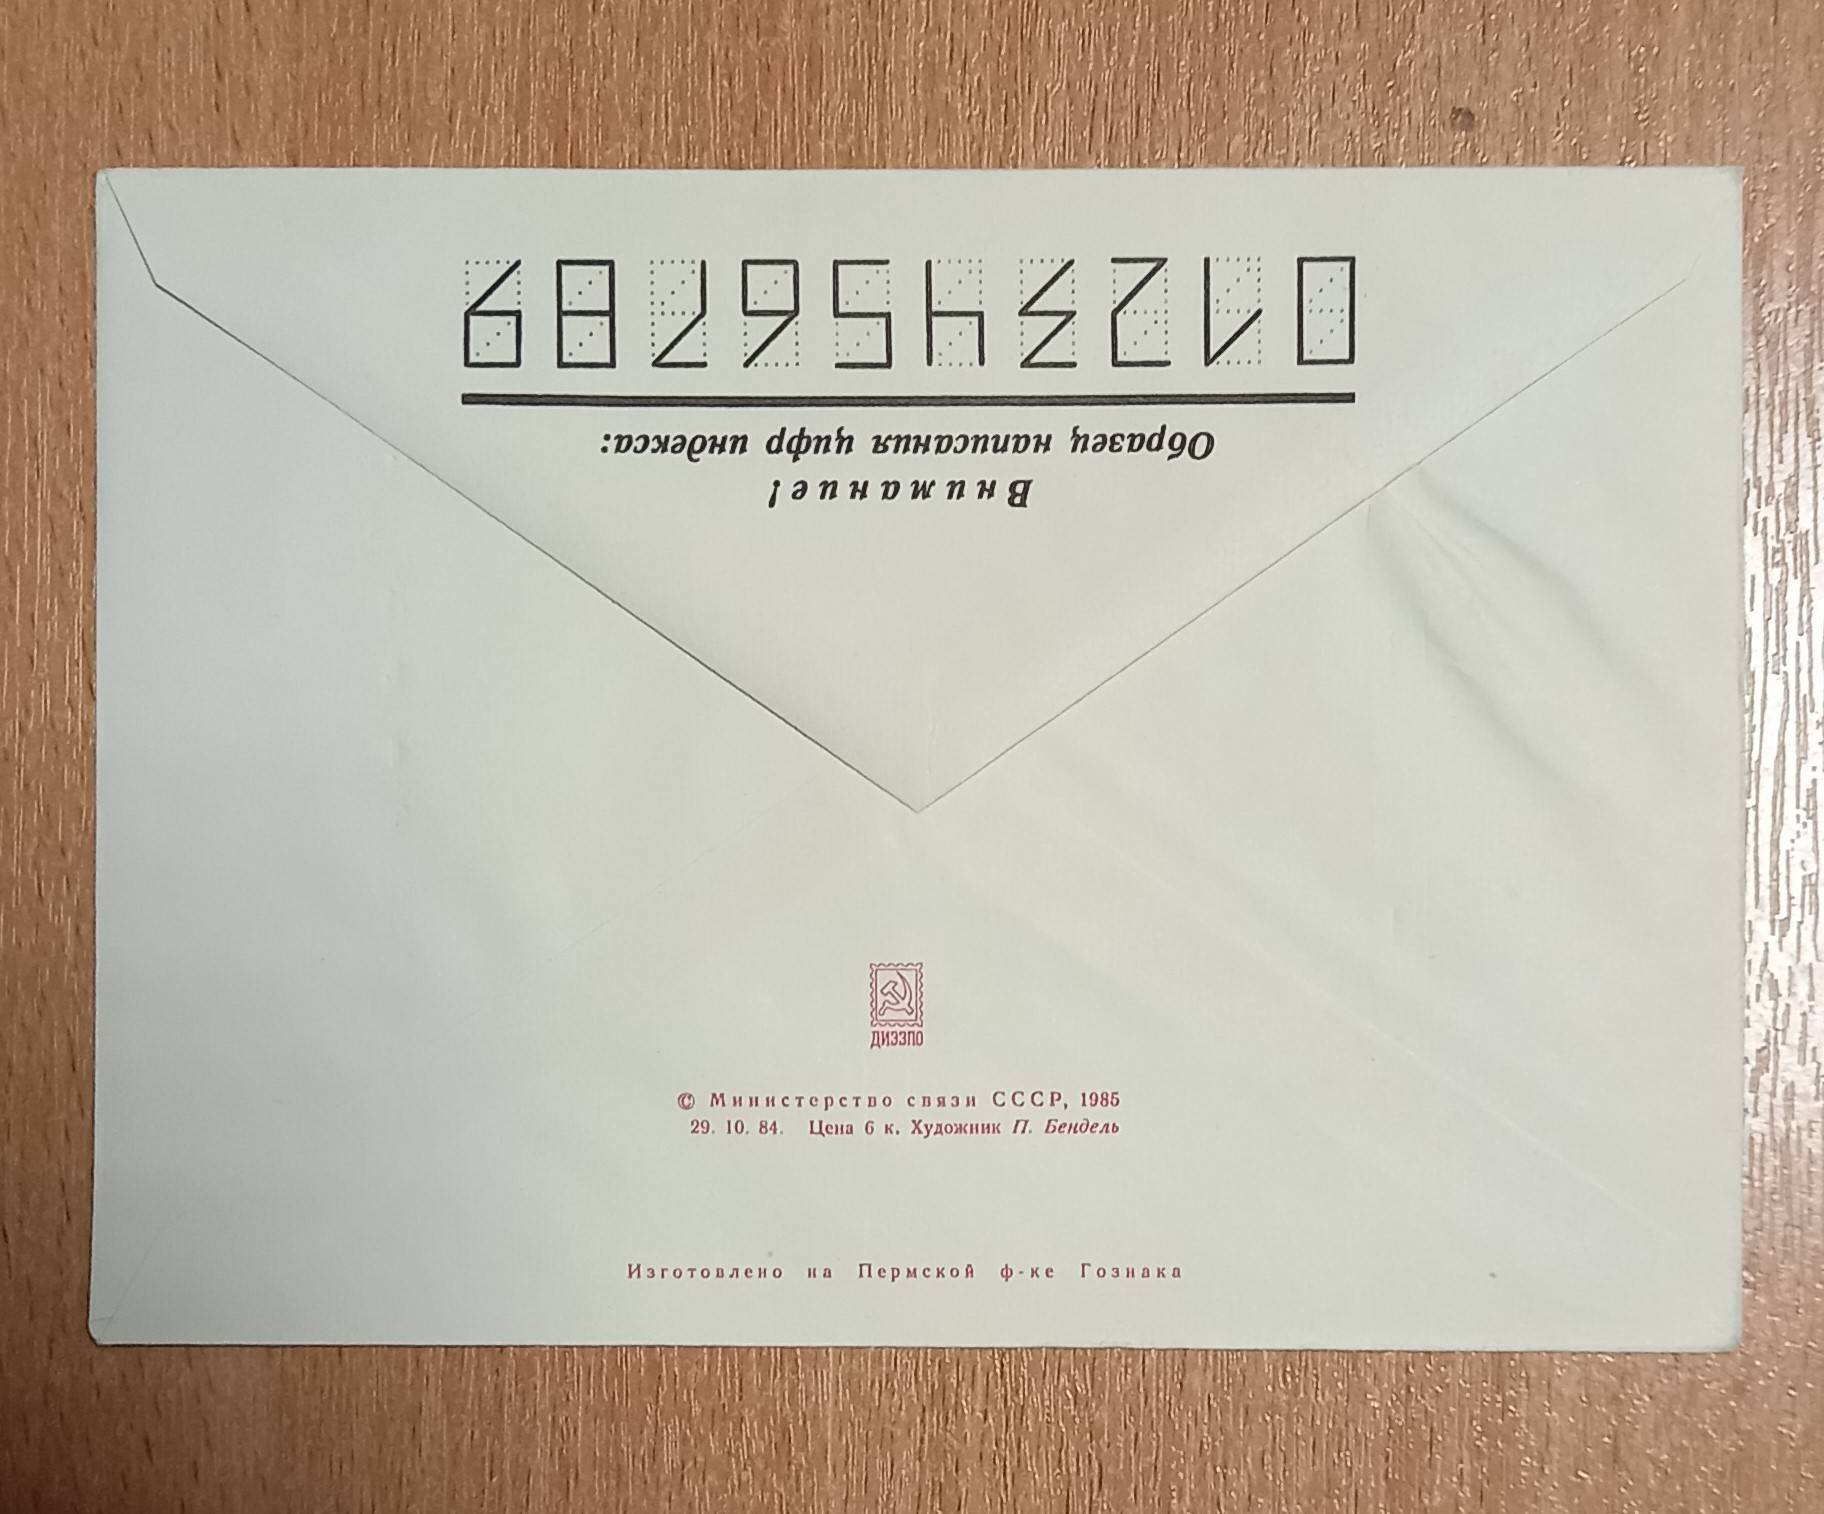 Внимание!
Образец написания цифр индекса:
0123456789
ДИЭЗПО
© Министерство связи СССР, 1985
29. 10. 84. Цена 6 к. Художник П. Бендель
Изготовлено на Пермской ф-ке Гознака